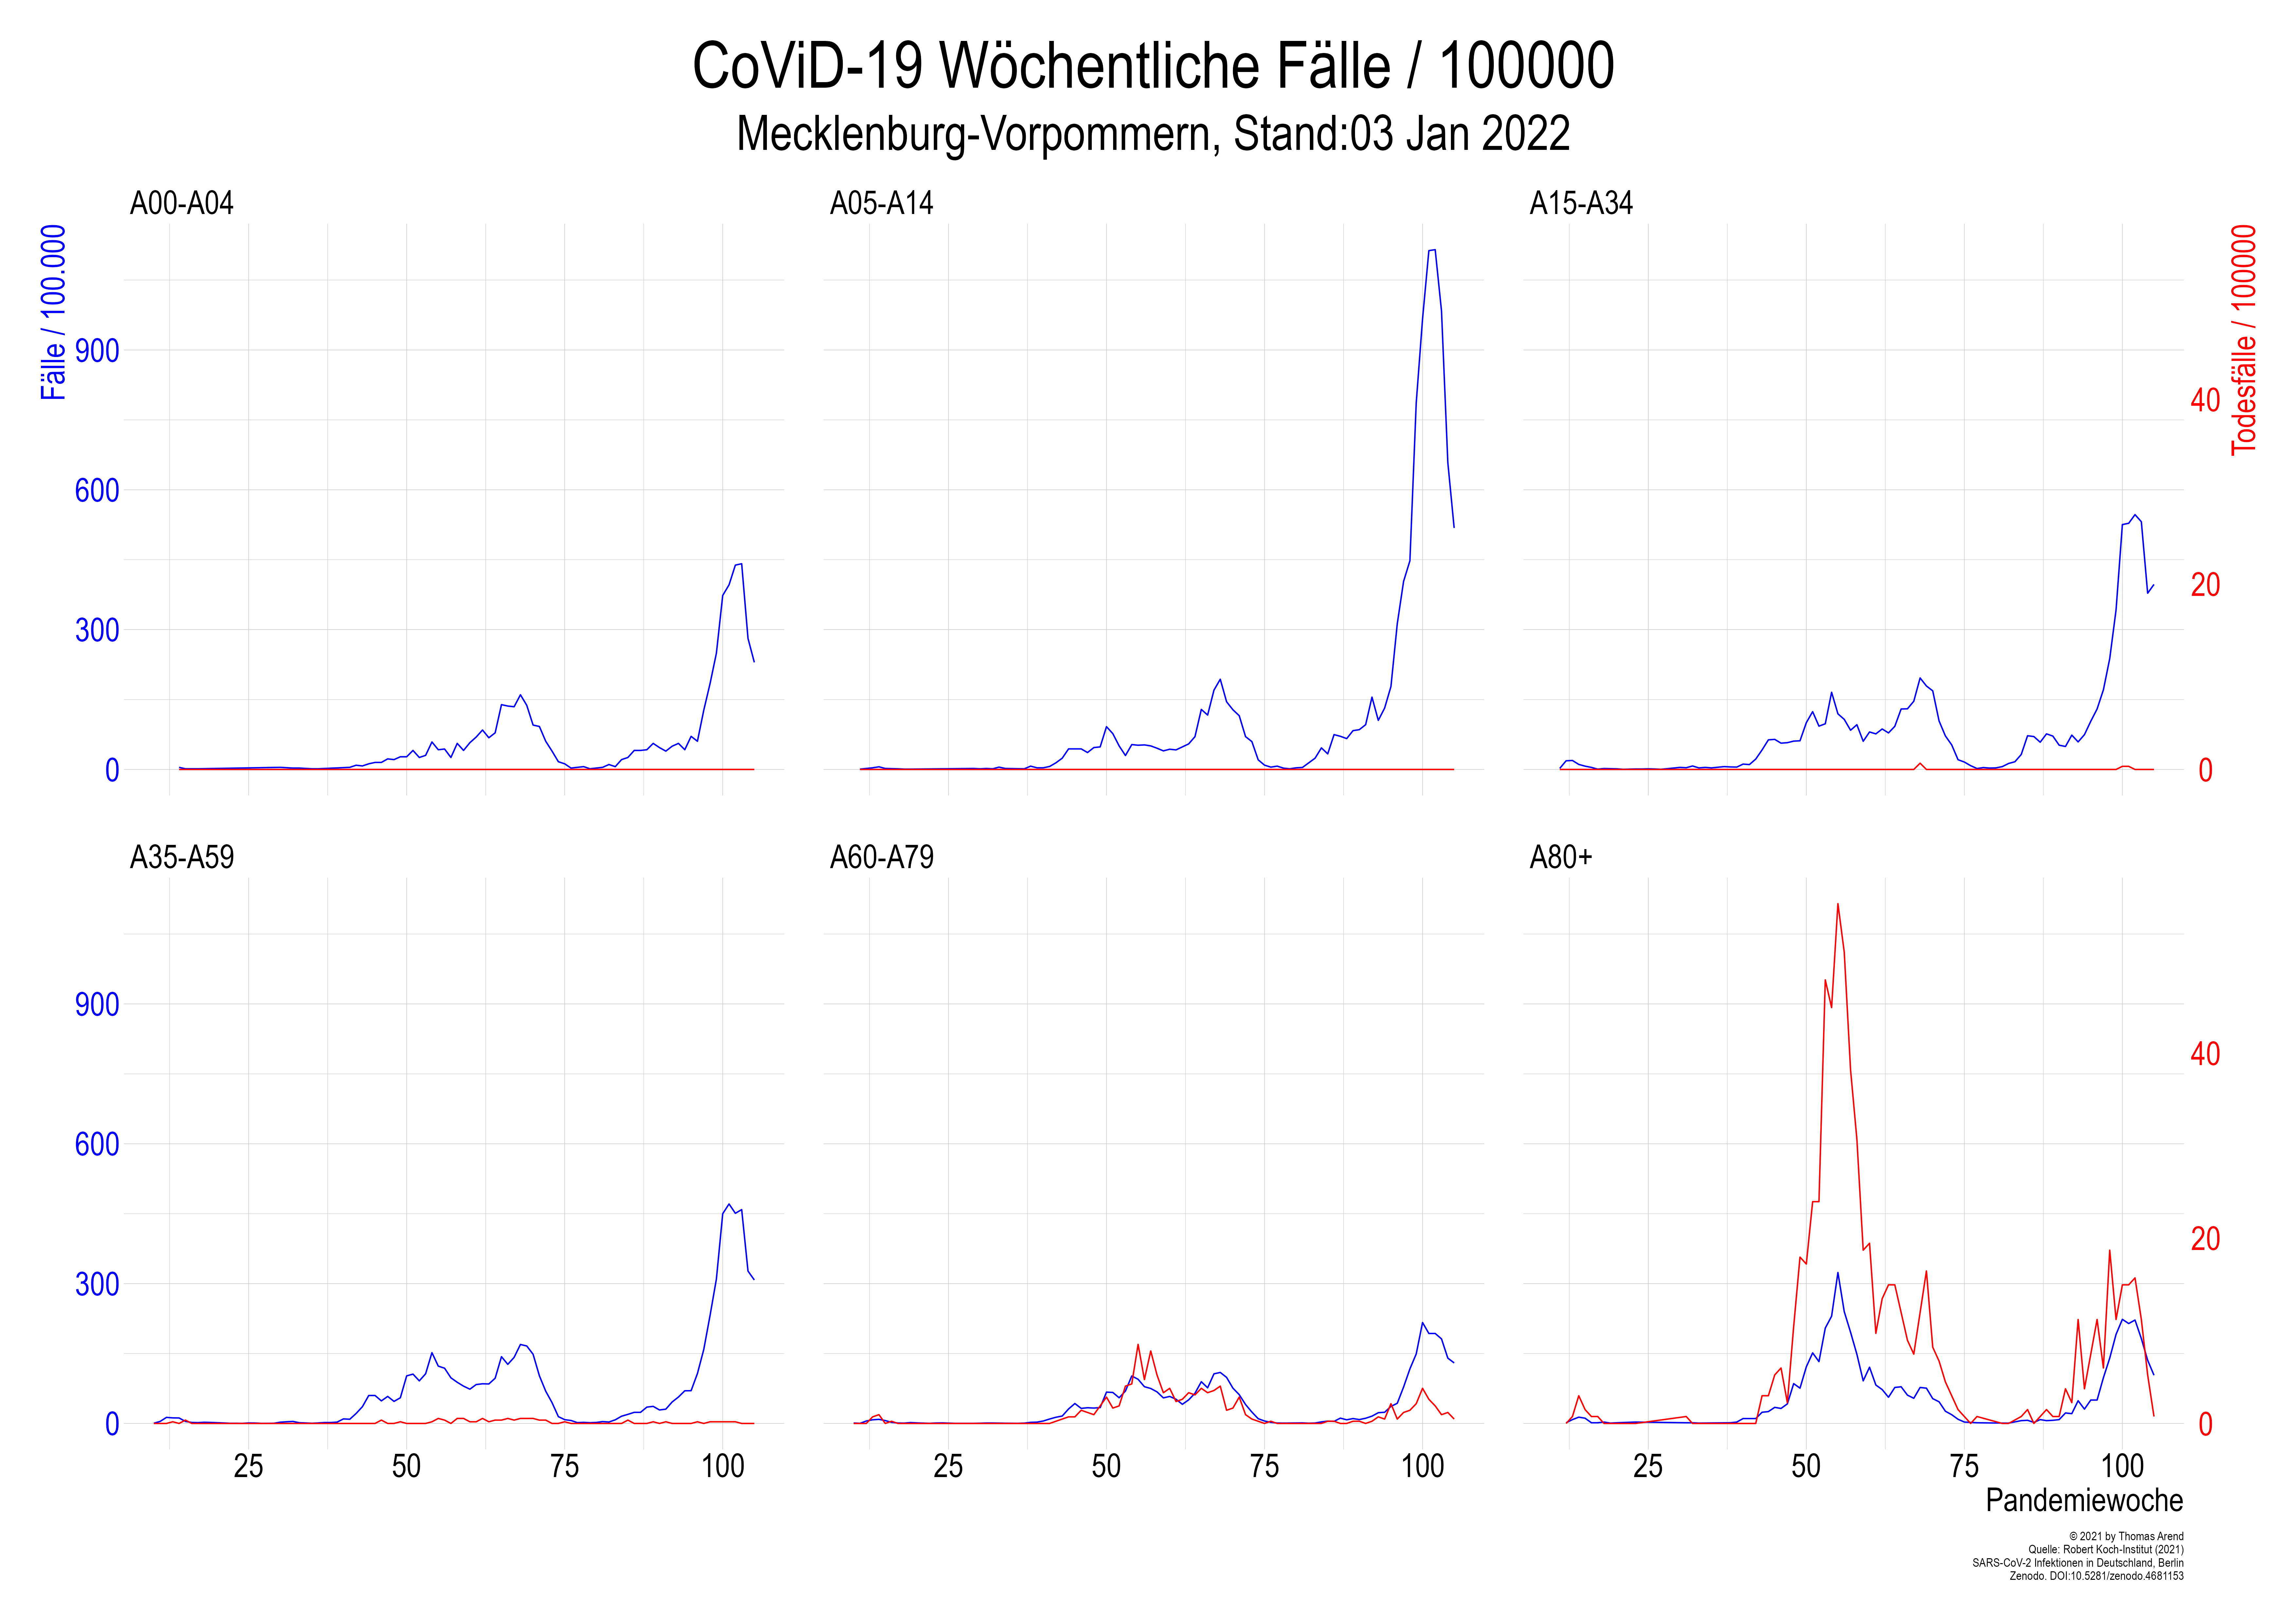 CoViD-19 Wöchentliche Fälle / 100000
Mecklenburg-Vorpommern, Stand:03 Jan 2022
A00-A04
A05-A14
A15-A34
Fälle / 100.000
900
600
300
0
Todesfälle / 100000
40
20
0
A35-A59
A60-A79
A80+
900
600
300
0
40
20
0
25 50 75 100
25 50 75 100
25 50 75 100
Pandemiewoche
© 2021 by Thomas Arend
Quelle: Robert Koch-Institut (2021)
SARS-CoV-2 Infektionen in Deutschland, Berlin
Zenodo. DOI:10.5281/zenodo.4681153